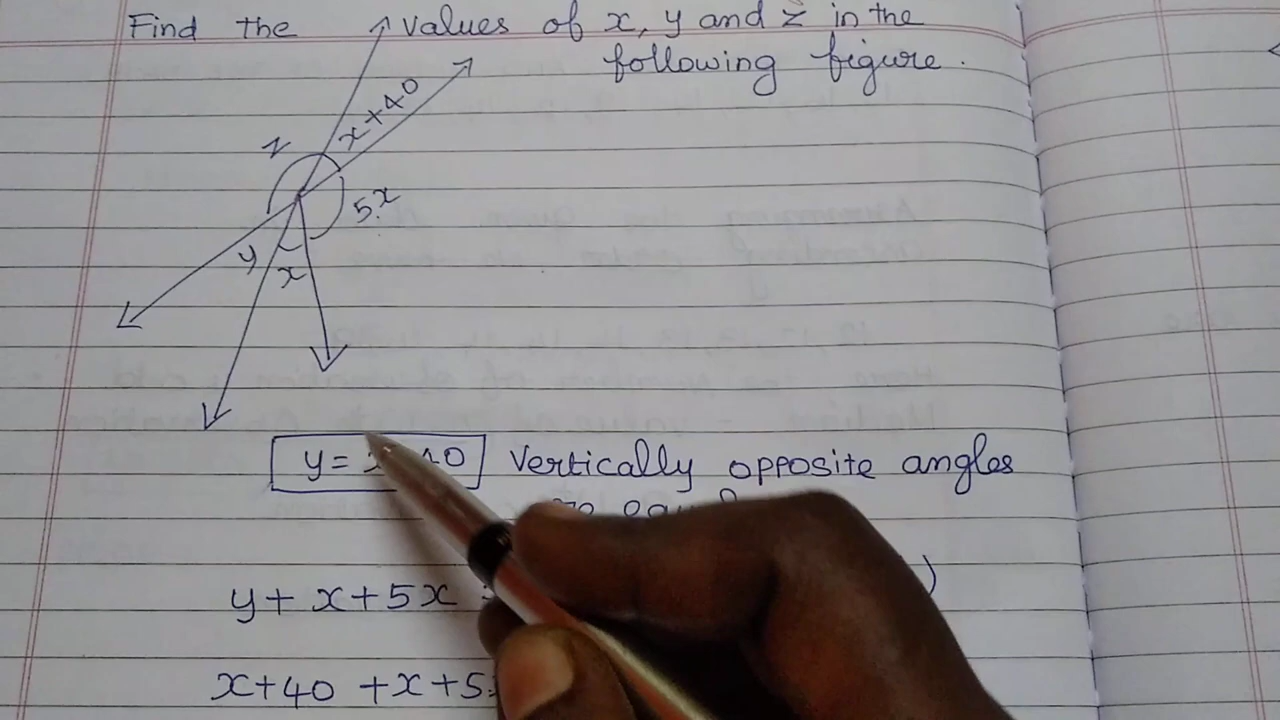 Find the values of x, y and z in the
following figure.
x+40
z
5x
y
x
y= 40 Vertically opposite angles
y+ x+5x
x+40 +x+5